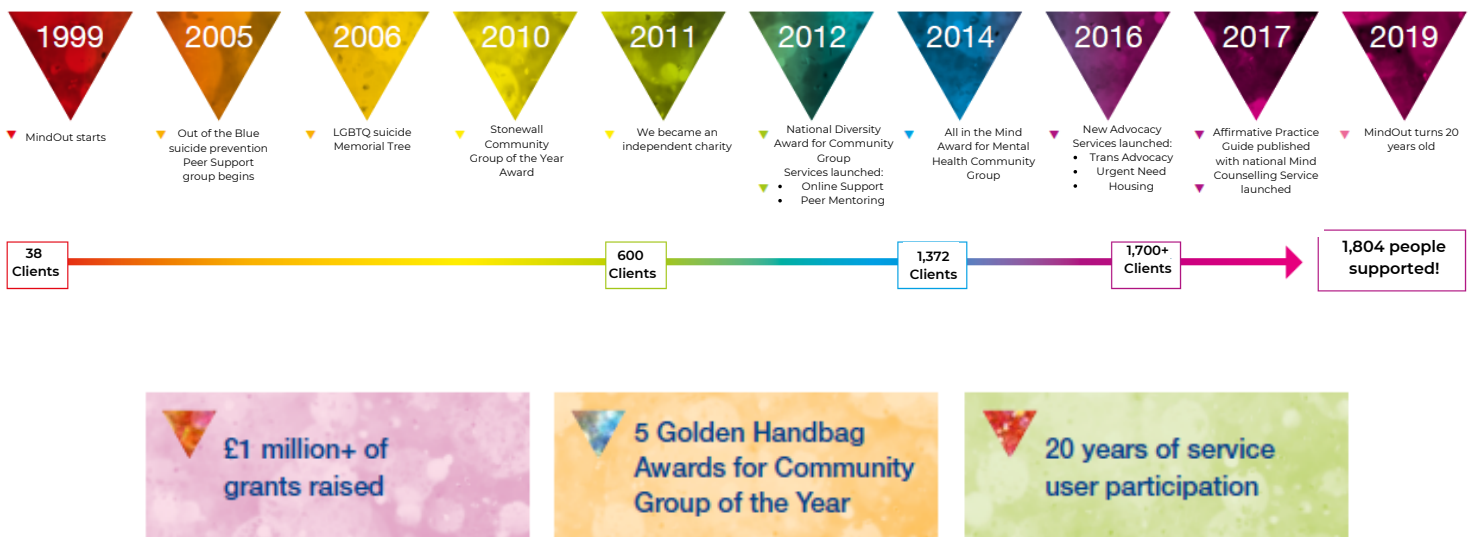 1999
2005
2006
2010
2011
2012
2014
2016
2017
2019
MindOut starts
Out of the Blue
suicide prevention
Peer Support
group begins
LGBTQ suicide
Memorial Tree
Stonewall
Community
Group of the Year
Award
We became an
independent charity
National Diversity
Award for Community
Group
Services launched:
• Online Support
• Peer Mentoring
All in the Mind
Award for Mental
Health Community
Group
New Advocacy
Services launched:
• Trans Advocacy
• Urgent Need
• Housing
Affirmative Practice
Guide published
with national Mind
Counselling Service
launched
MindOut turns 20
years old
38
Clients
600
Clients
1,372
Clients
1,700+
Clients
1,804 people
supported!
£1 million+ of
grants raised
5 Golden Handbag
Awards for Community
Group of the Year
20 years of service
user participation